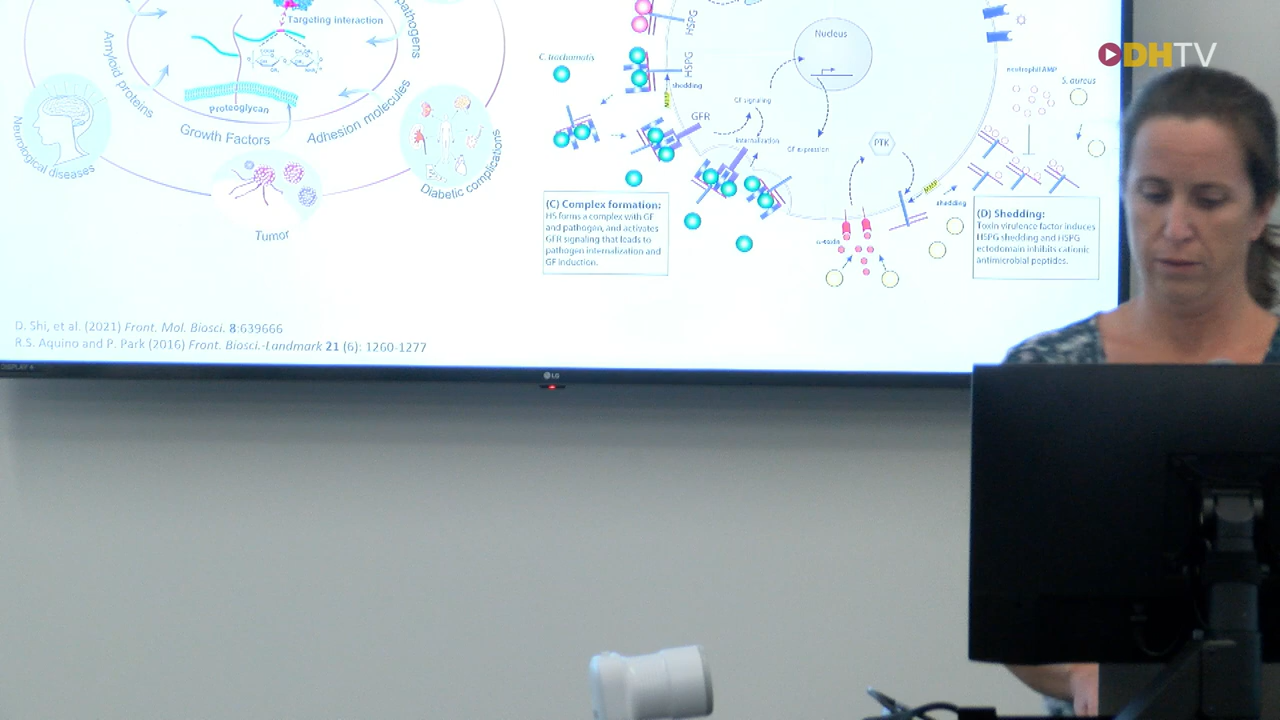 DHTV
Targeting interaction
pathogens
Amyloid proteins
Proteoglycan
Growth Factors
Adhesion molecules
Neurological diseases
Diabetic complications
Tumor
HSPG
HSPG
shedding
Nucleus
GFR
GF signaling
internalization
GF expression
PTK
MMP
shedding
neutrophil AMP
S. aureus
(C) Complex formation:
HS forms a complex with GF
and pathogen, and activates
GFR signaling that leads to
pathogen internalization and
GF induction.
(D) Shedding:
Toxin virulence factor induces
HSPG shedding and HSPG
ectodomain inhibits cationic
antimicrobial peptides.
D. Shi, et al. (2021) Front. Mol. Biosci. 8:639666
R.S. Aquino and P. Park (2016) Front. Biosci.-Landmark 21 (6): 1260-1277
LG